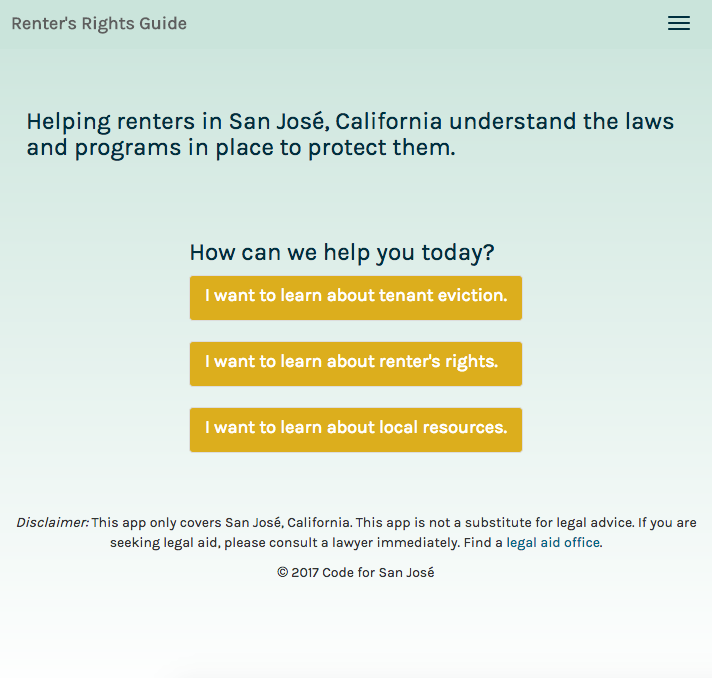 Renter's Rights Guide
Helping renters in San José, California understand the laws
and programs in place to protect them.
How can we help you today?
I want to learn about tenant eviction.
I want to learn about renter's rights.
I want to learn about local resources.
Disclaimer: This app only covers San José, California. This app is not a substitute for legal advice. If you are
seeking legal aid, please consult a lawyer immediately. Find a legal aid office.
© 2017 Code for San José